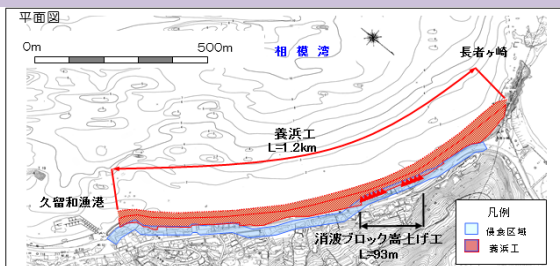 平面図
0m
500m
相模湾
長者ヶ崎
養浜工
L=1.2km
久留和漁港
消波ブロック嵩上げ工
L=93m
凡例
侵食区域
養浜工